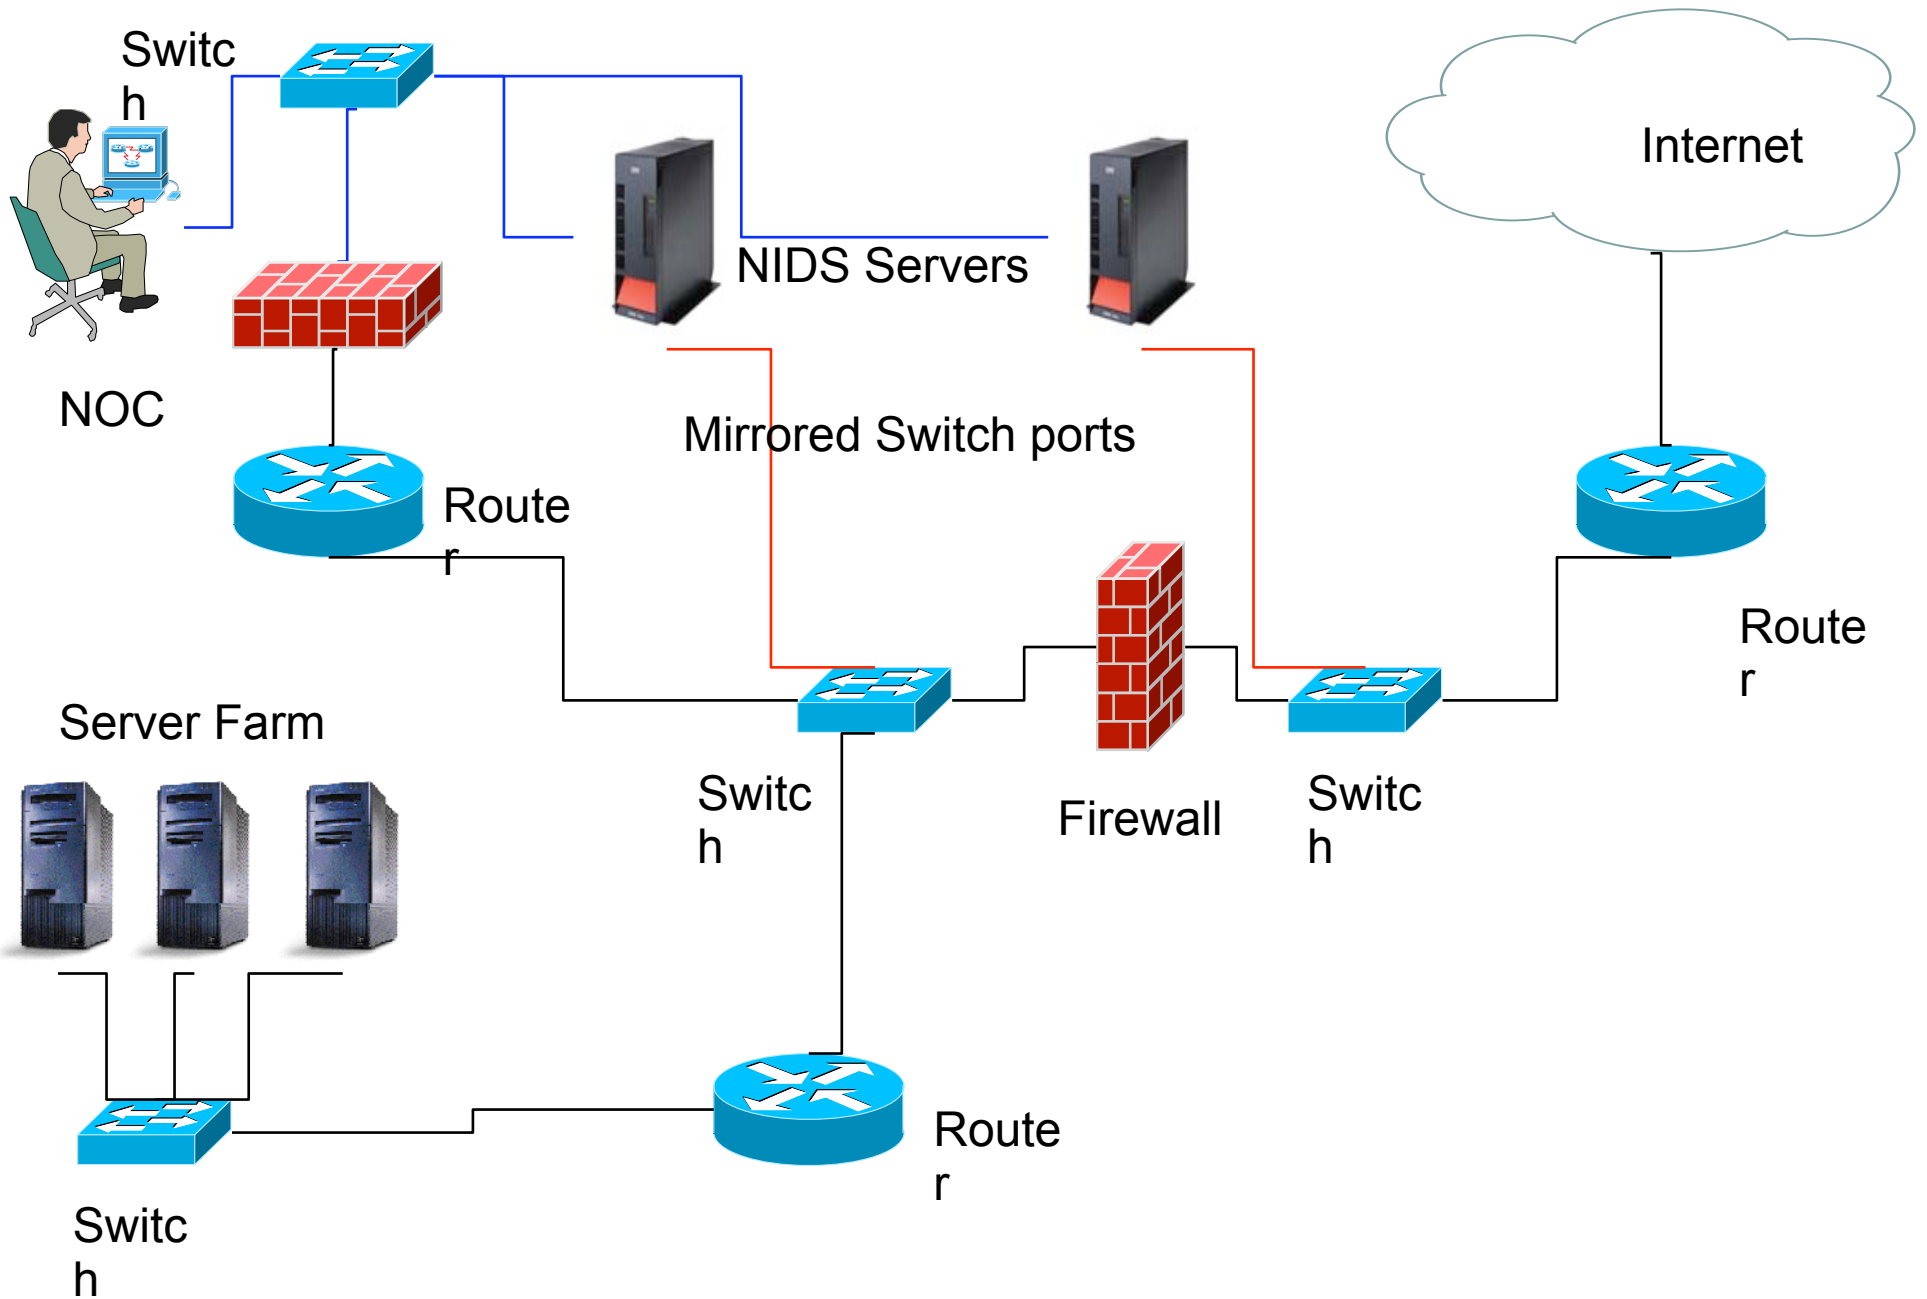 Switc
h
Internet
NIDS Servers
NOC
Mirrored Switch ports
Route
r
Route
r
Server Farm
Switc
h
Firewall
Switc
h
Route
r
Switc
h